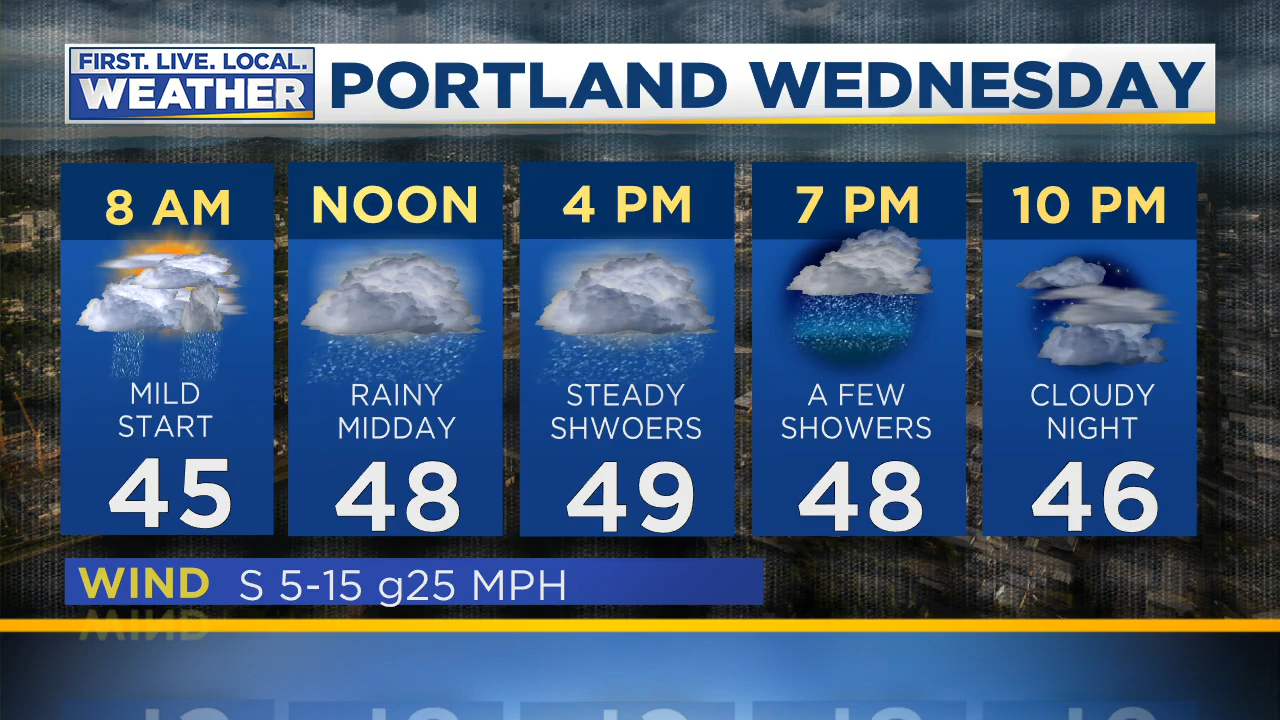 FIRST. LIVE. LOCAL.
WEATHER
PORTLAND WEDNESDAY
8 AM
MILD
START
45
NOON
RAINY
MIDDAY
48
4 PM
STEADY
SHWOERS
49
7 PM
A FEW
SHOWERS
48
10 PM
CLOUDY
NIGHT
46
WIND S 5-15 g25 MPH